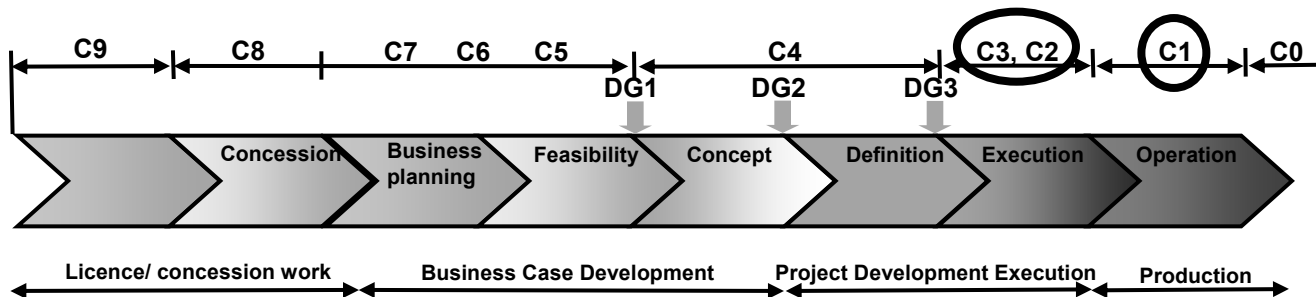 C9
C8
C7
C6
C5
C4
C3, C2
C1
C0
DG1
DG2
DG3
Concession
Business
planning
Feasibility
Concept
Definition
Execution
Operation
Licence/ concession work
Business Case Development
Project Development Execution
Production